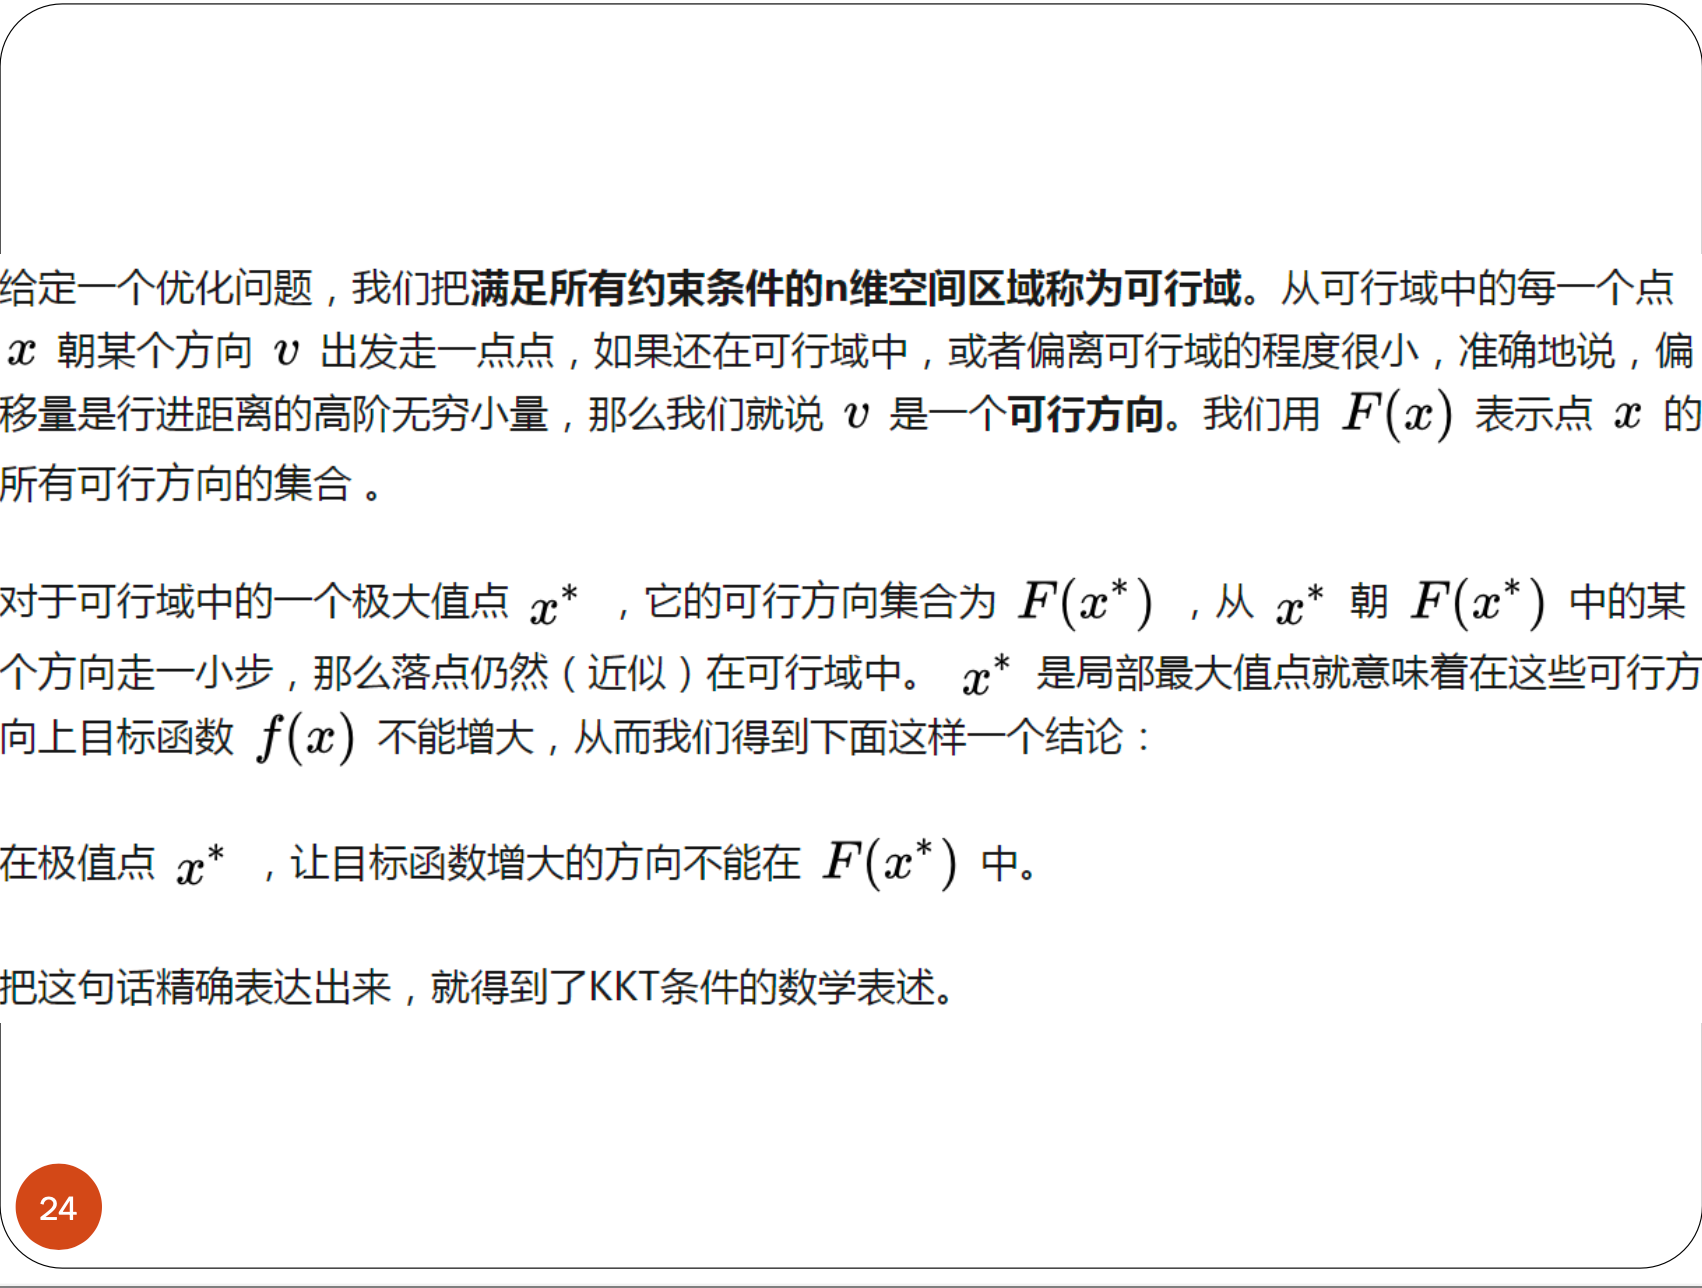 给定一个优化问题，我们把满足所有约束条件的n维空间区域称为可行域。从可行域中的每一个点
x 朝某个方向 v 出发走一点点，如果还在可行域中，或者偏离可行域的程度很小，准确地说，偏
移量是行进距离的高阶无穷小量，那么我们就说 v 是一个可行方向。我们用 F(x) 表示点 x 的
所有可行方向的集合 。
对于可行域中的一个极大值点 x* ，它的可行方向集合为 F(x*) ，从 x* 朝 F(x*) 中的某
个方向走一小步，那么落点仍然（近似）在可行域中。 x* 是局部最大值点就意味着在这些可行方
向上目标函数 f(x) 不能增大，从而我们得到下面这样一个结论：
在极值点 x* ，让目标函数增大的方向不能在 F(x*) 中。
把这句话精确表达出来，就得到了KKT条件的数学表述。
24